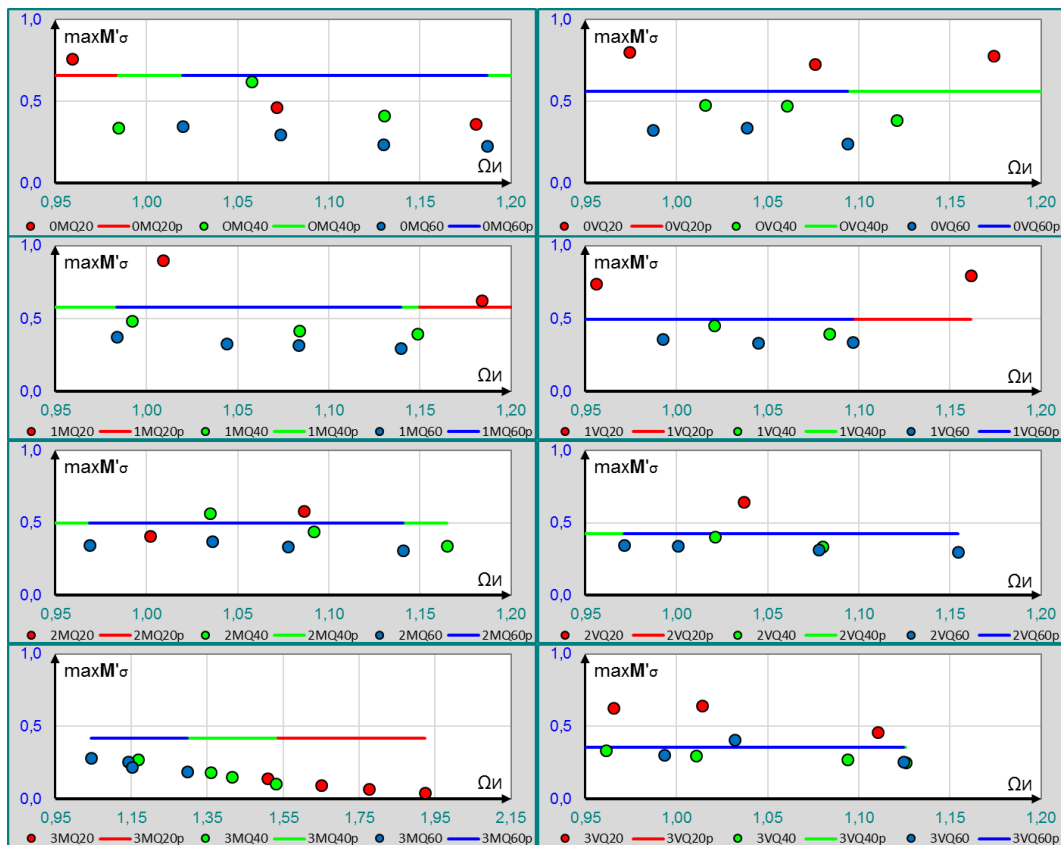 1,0
maxM'σ
0,5
Ωи
0,0
0,95 1,00 1,05 1,10 1,15 1,20
0MQ20 0MQ20p OMQ40 OMQ40p 0MQ60 0MQ60p
1,0
maxM'σ
0,5
Ωи
0,0
0,95 1,00 1,05 1,10 1,15 1,20
0VQ20 0VQ20p OVQ40 OVQ40p 0VQ60 0VQ60p
1,0
maxM'σ
0,5
Ωи
0,0
0,95 1,00 1,05 1,10 1,15 1,20
1MQ20 1MQ20p 1MQ40 1MQ40p 1MQ60 1MQ60p
1,0
maxM'σ
0,5
Ωи
0,0
0,95 1,00 1,05 1,10 1,15 1,20
1VQ20 1VQ20p 1VQ40 1VQ40p 1VQ60 1VQ60p
1,0
maxM'σ
0,5
Ωи
0,0
0,95 1,00 1,05 1,10 1,15 1,20
2MQ20 2MQ20p 2MQ40 2MQ40p 2MQ60 2MQ60p
1,0
maxM'σ
0,5
Ωи
0,0
0,95 1,00 1,05 1,10 1,15 1,20
2VQ20 2VQ20p 2VQ40 2VQ40p 2VQ60 2VQ60p
1,0
maxM'σ
0,5
Ωи
0,0
0,95 1,15 1,35 1,55 1,75 1,95 2,15
3MQ20 3MQ20p 3MQ40 3MQ40p 3MQ60 3MQ60p
1,0
maxM'σ
0,5
Ωи
0,0
0,95 1,00 1,05 1,10 1,15 1,20
3VQ20 3VQ20p 3VQ40 3VQ40p 3VQ60 3VQ60p